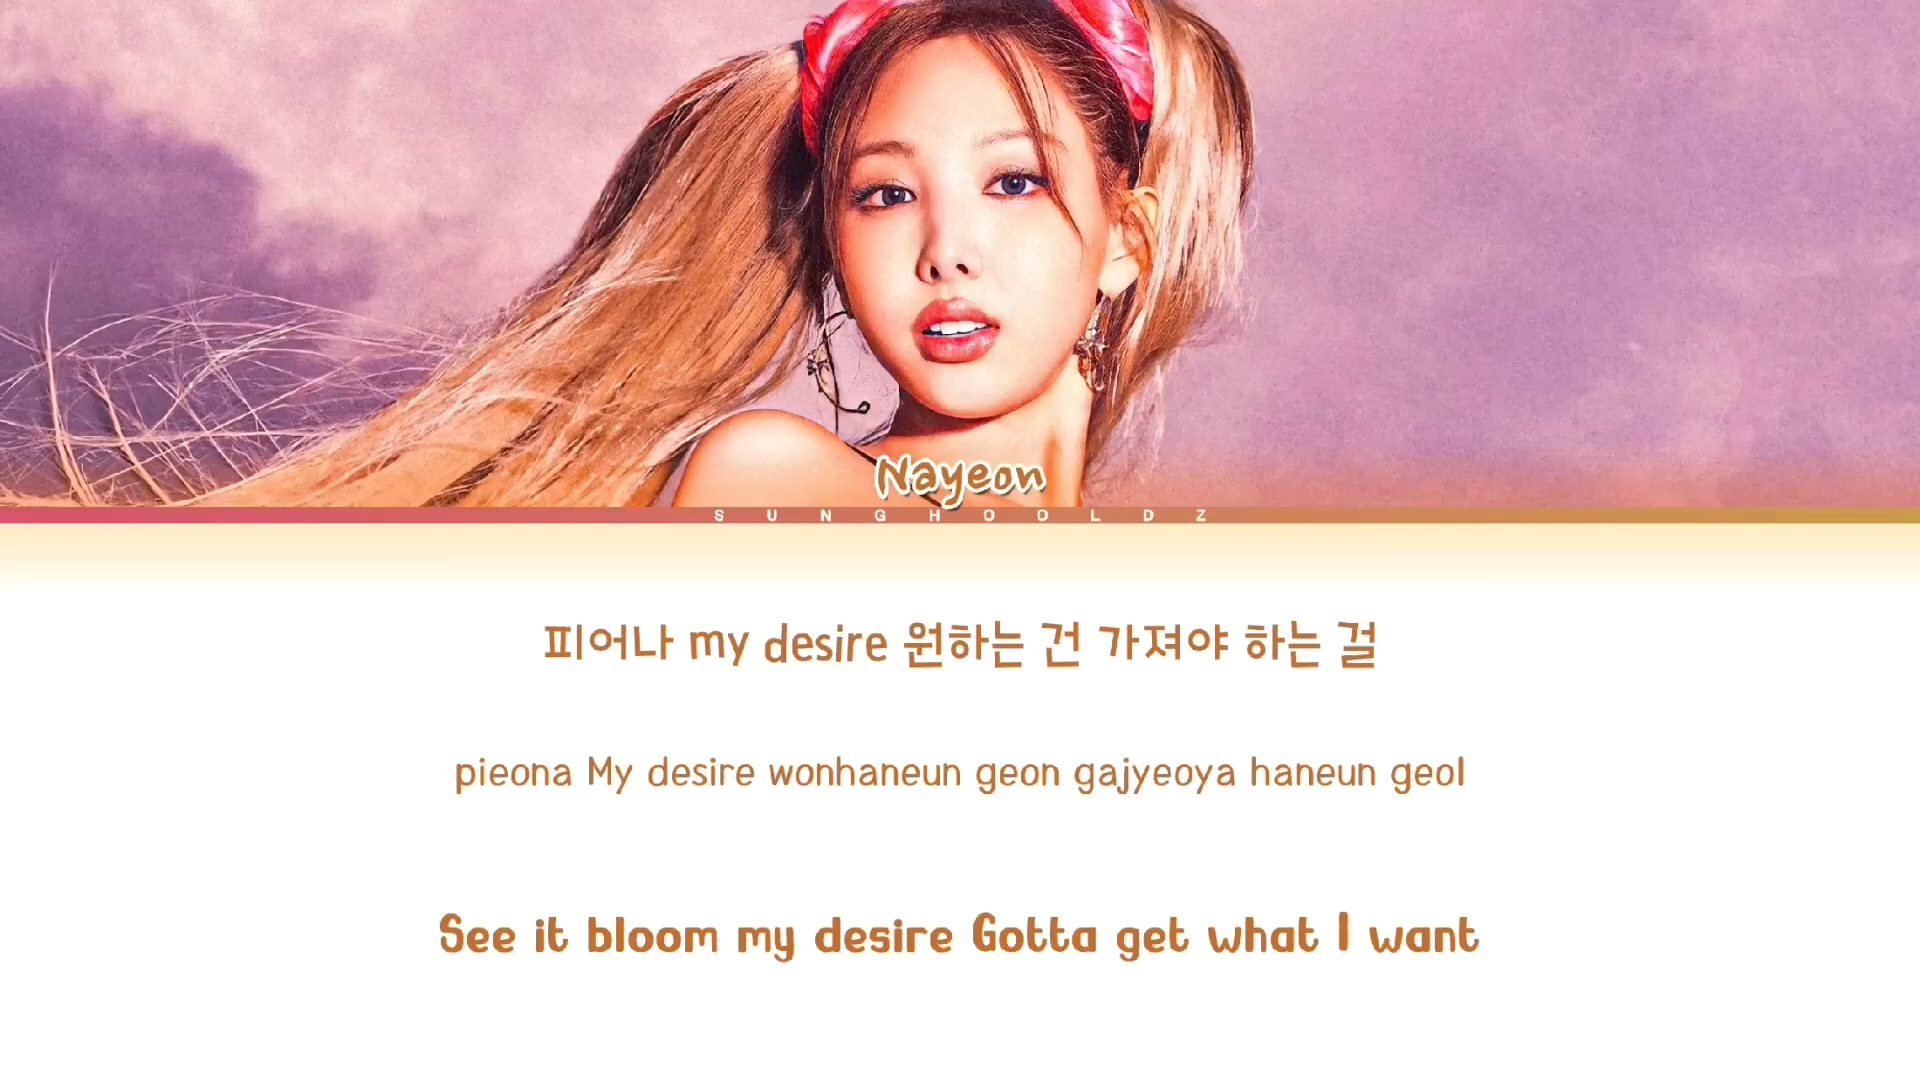 Nayeon
SUNGHOOLDZ
피어나 my desire 원하는 건 가져야 하는 걸
pieona My desire wonhaneun geon gajyeoya haneun geol
See it bloom my desire Gotta get what I want